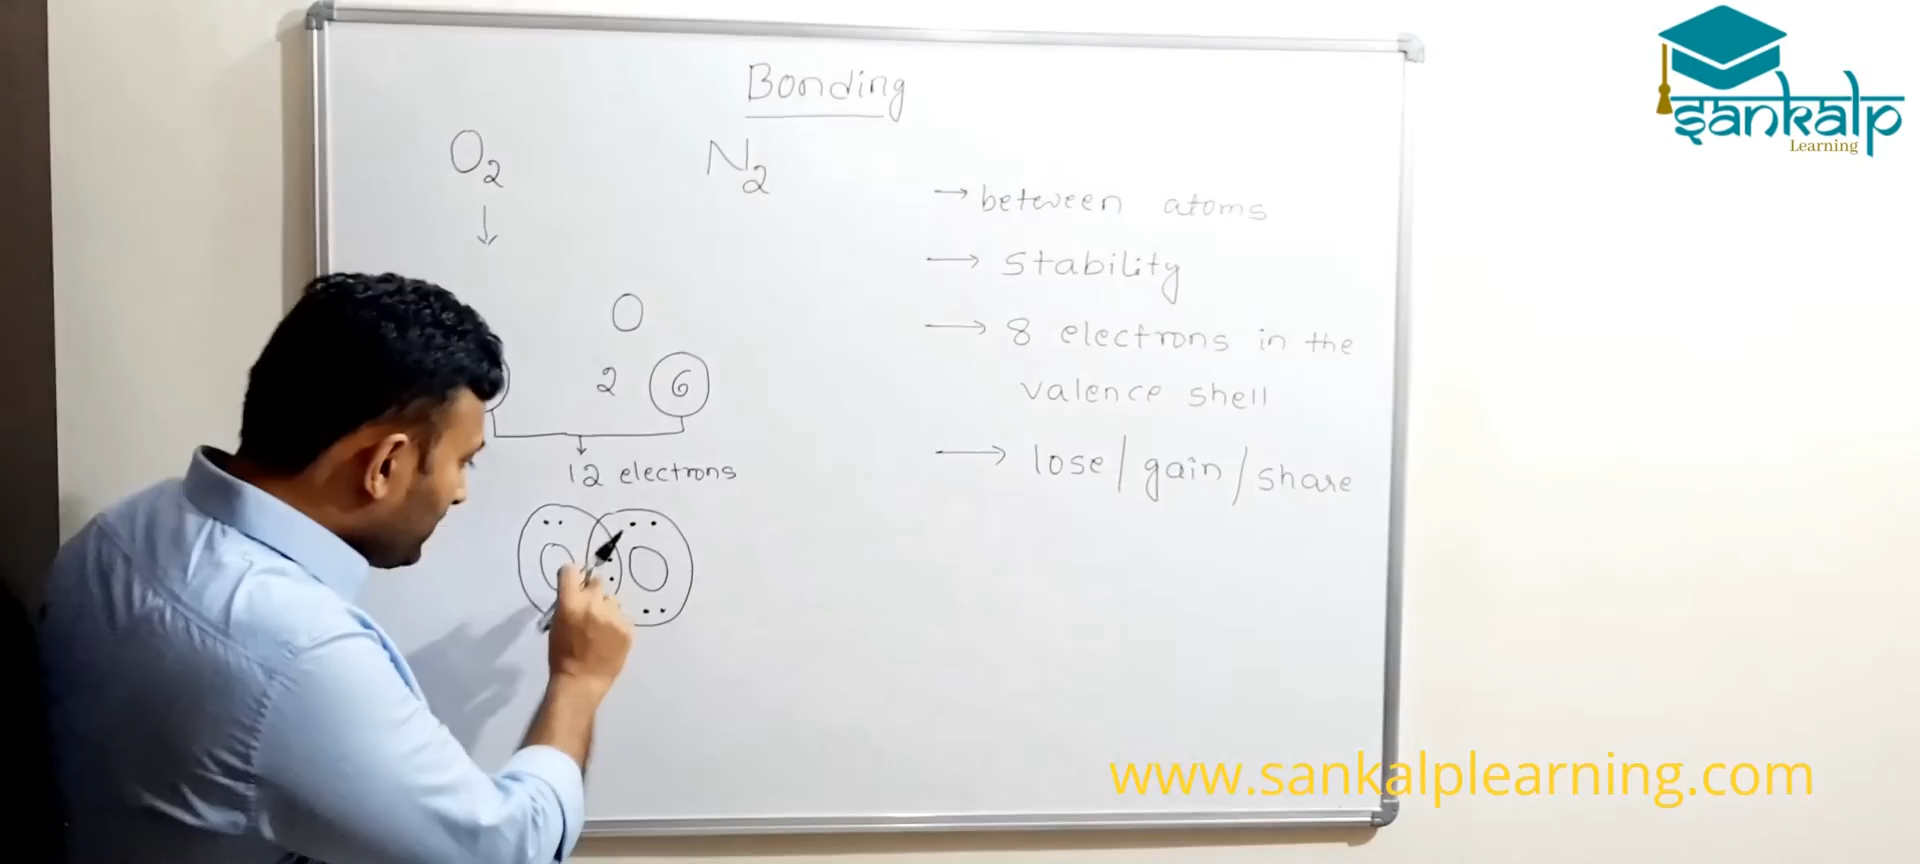 Bonding
O2
N2
→ between atoms
→ Stability
→ 8 electrons in the
valence shell
→ lose/gain/share
↓
O
2 6
12 electrons
sankalp
Learning
www.sankalplearning.com